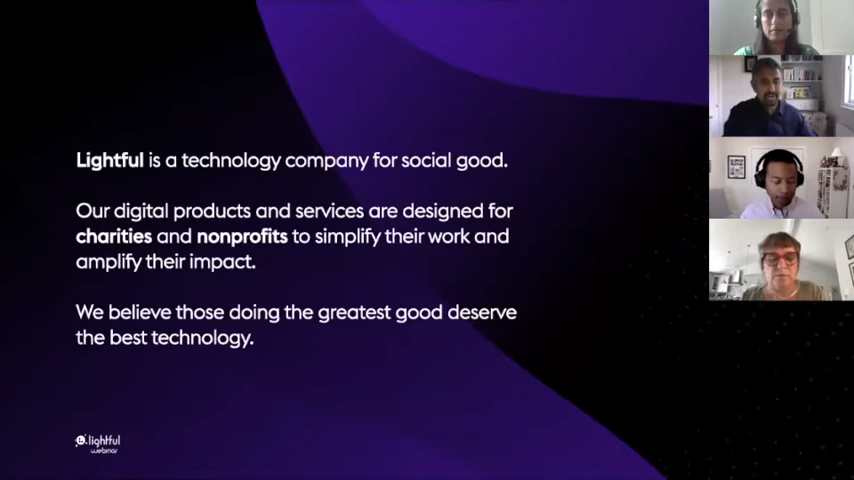 Lightful is a technology company for social good.
Our digital products and services are designed for
charities and nonprofits to simplify their work and
amplify their impact.
We believe those doing the greatest good deserve
the best technology.
lightful
webinar